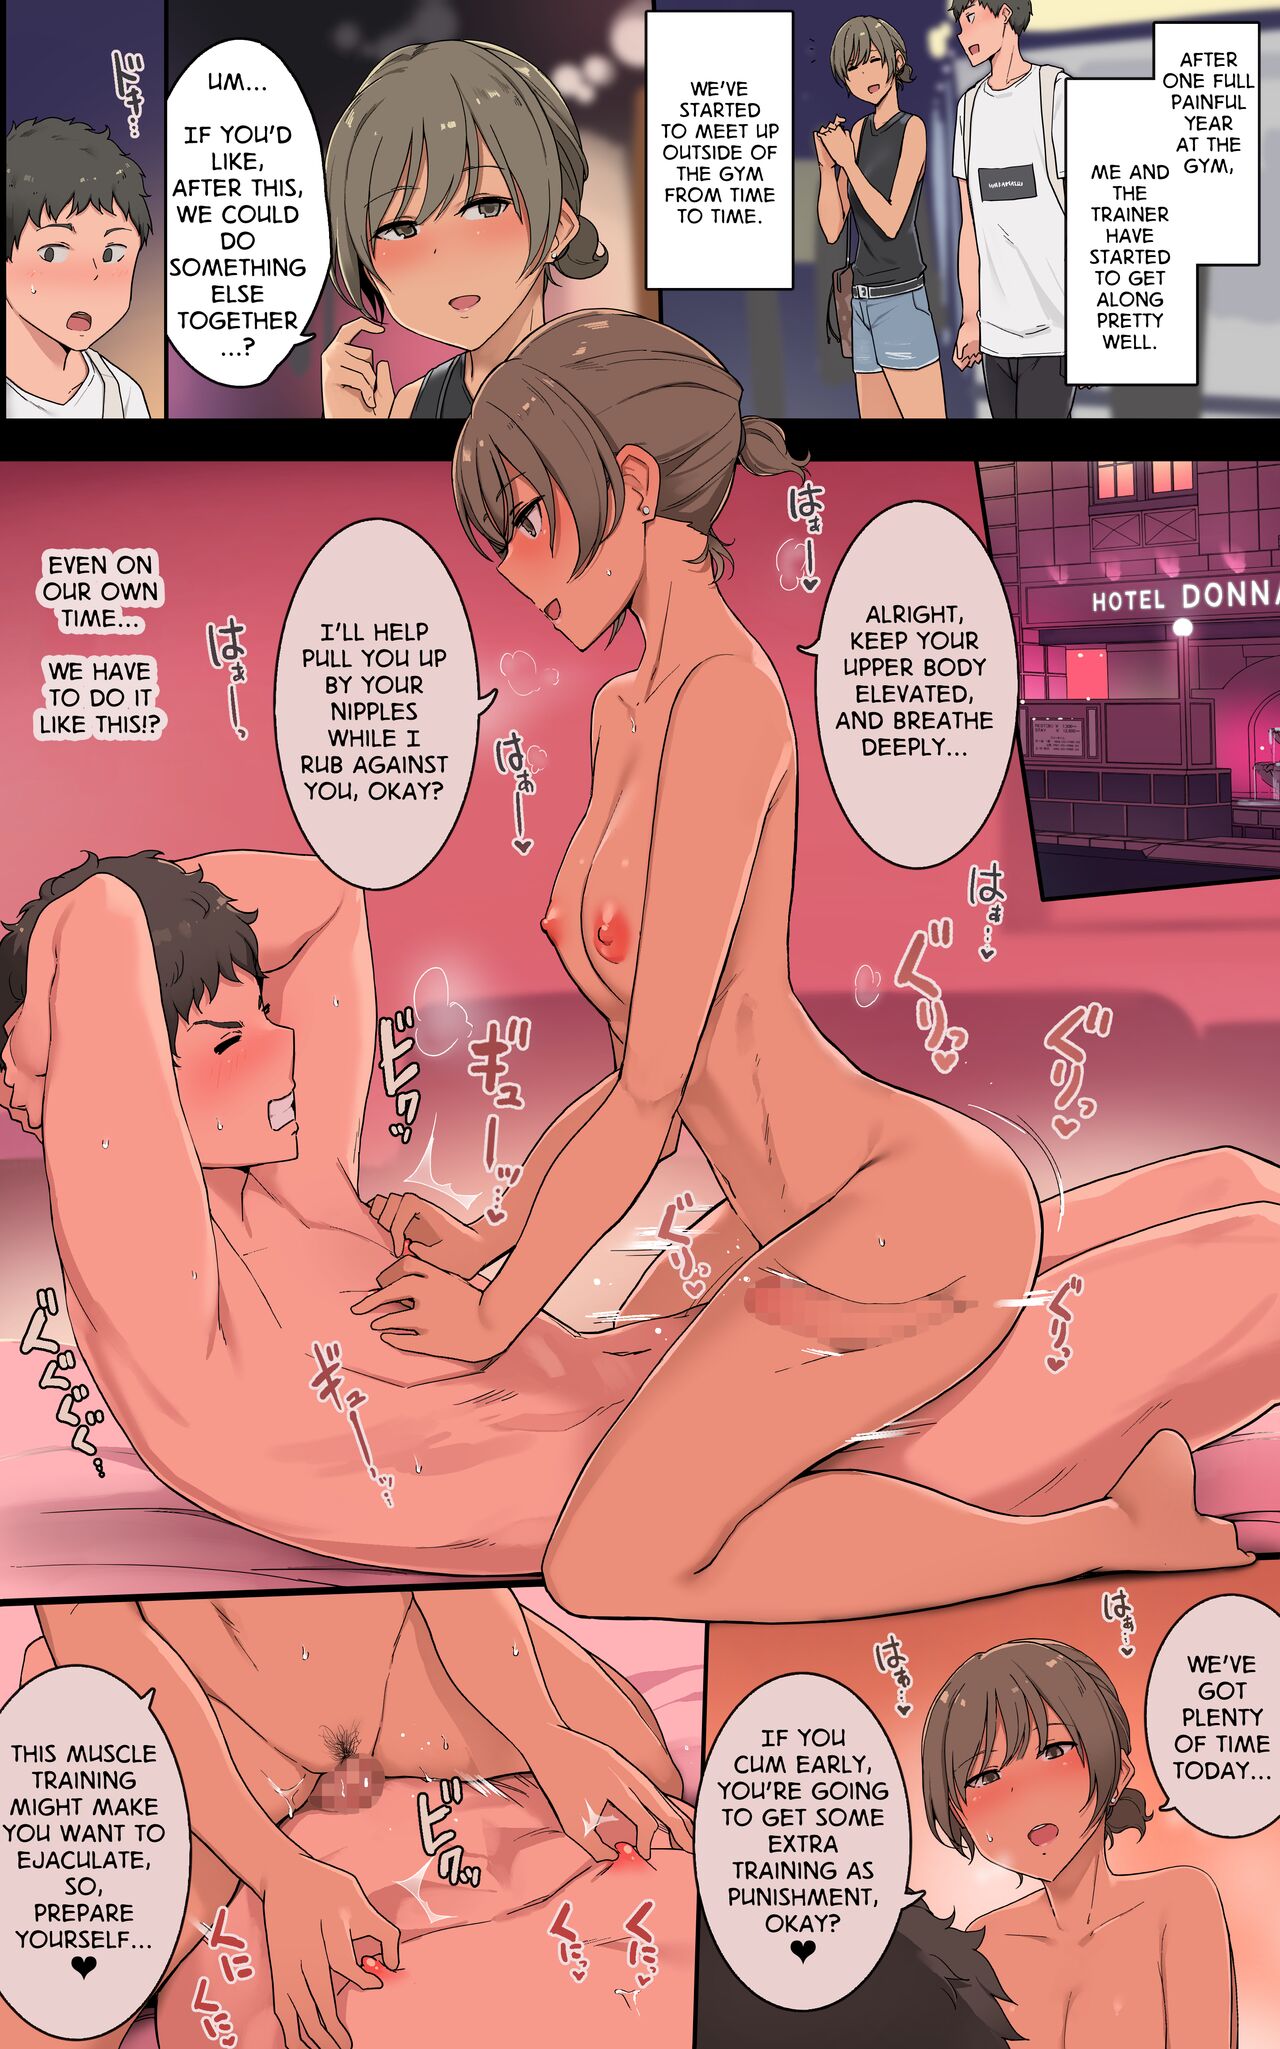 AFTER
ONE FULL
PAINFUL
YEAR
AT THE
GYM,
ME AND
THE
TRAINER
HAVE
STARTED
TO GET
ALONG
PRETTY
WELL.
WE'VE
STARTED
TO MEET UP
OUTSIDE OF
THE GYM
FROM TIME
TO TIME.
UM...
IF YOU'D
LIKE,
AFTER THIS,
WE COULD
DO
SOMETHING
ELSE
TOGETHER
...?
ドキ…
HOTEL DONNA
ALRIGHT,
KEEP YOUR
UPPER BODY
ELEVATED,
AND BREATHE
DEEPLY...
はぁー♥
I'LL HELP
PULL YOU UP
BY YOUR
NIPPLES
WHILE I
RUB AGAINST
YOU, OKAY?
EVEN ON
OUR OWN
TIME...
WE HAVE
TO DO IT
LIKE THIS!?
はぁーっ
はぁー♥
はぁ…♥
ぐりっ♥
ぐりっ♥
ギュー…ッ♥
ビクッ
ぐりっ♥
ぐりっ♥
ギュー…ッ
ぐぐぐ…
WE'VE
GOT
PLENTY
OF TIME
TODAY...
はぁ…♥
はぁ…♥
IF YOU
CUM EARLY,
YOU'RE GOING
TO GET SOME
EXTRA
TRAINING AS
PUNISHMENT,
OKAY?
♥
THIS MUSCLE
TRAINING
MIGHT MAKE
YOU WANT TO
EJACULATE,
SO,
PREPARE
YOURSELF...
♥
ビクッ
くにっ
くにっ♥
くに
くに